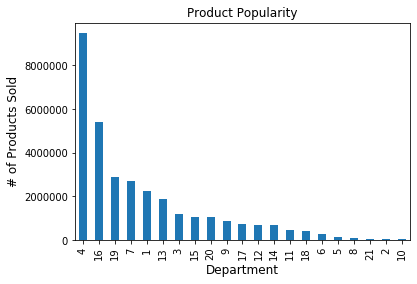 Product Popularity
# of Products Sold
8000000
6000000
4000000
2000000
0
4 16 19 7 1 13 3 15 20 9 17 12 14 11 18 6 5 8 21 2 10
Department